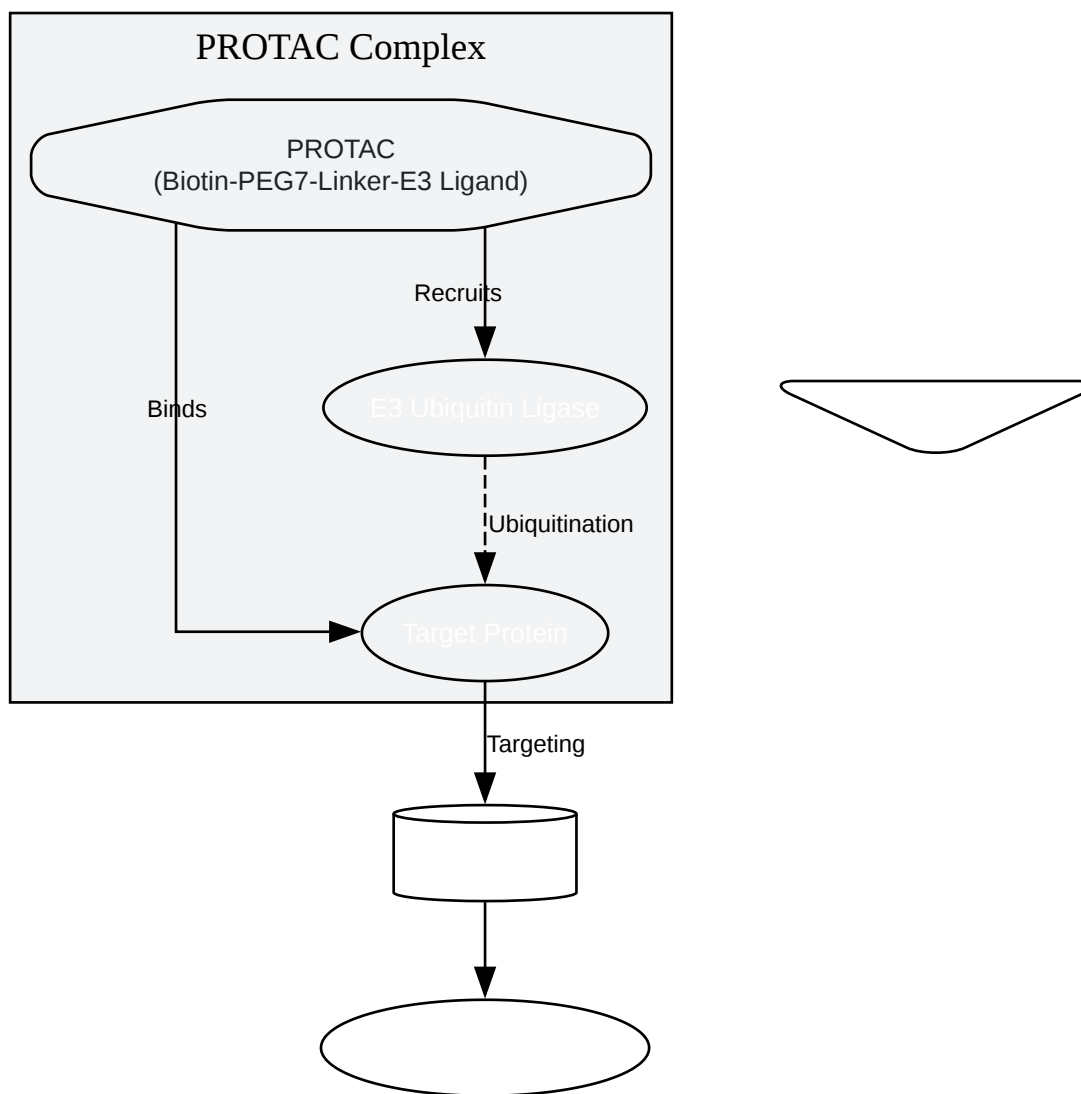 PROTAC Complex
PROTAC
(Biotin-PEG7-Linker-E3 Ligand)
Recruits
Binds
E3 Ubiquitin Ligase
Ubiquitination
Target Protein
Targeting